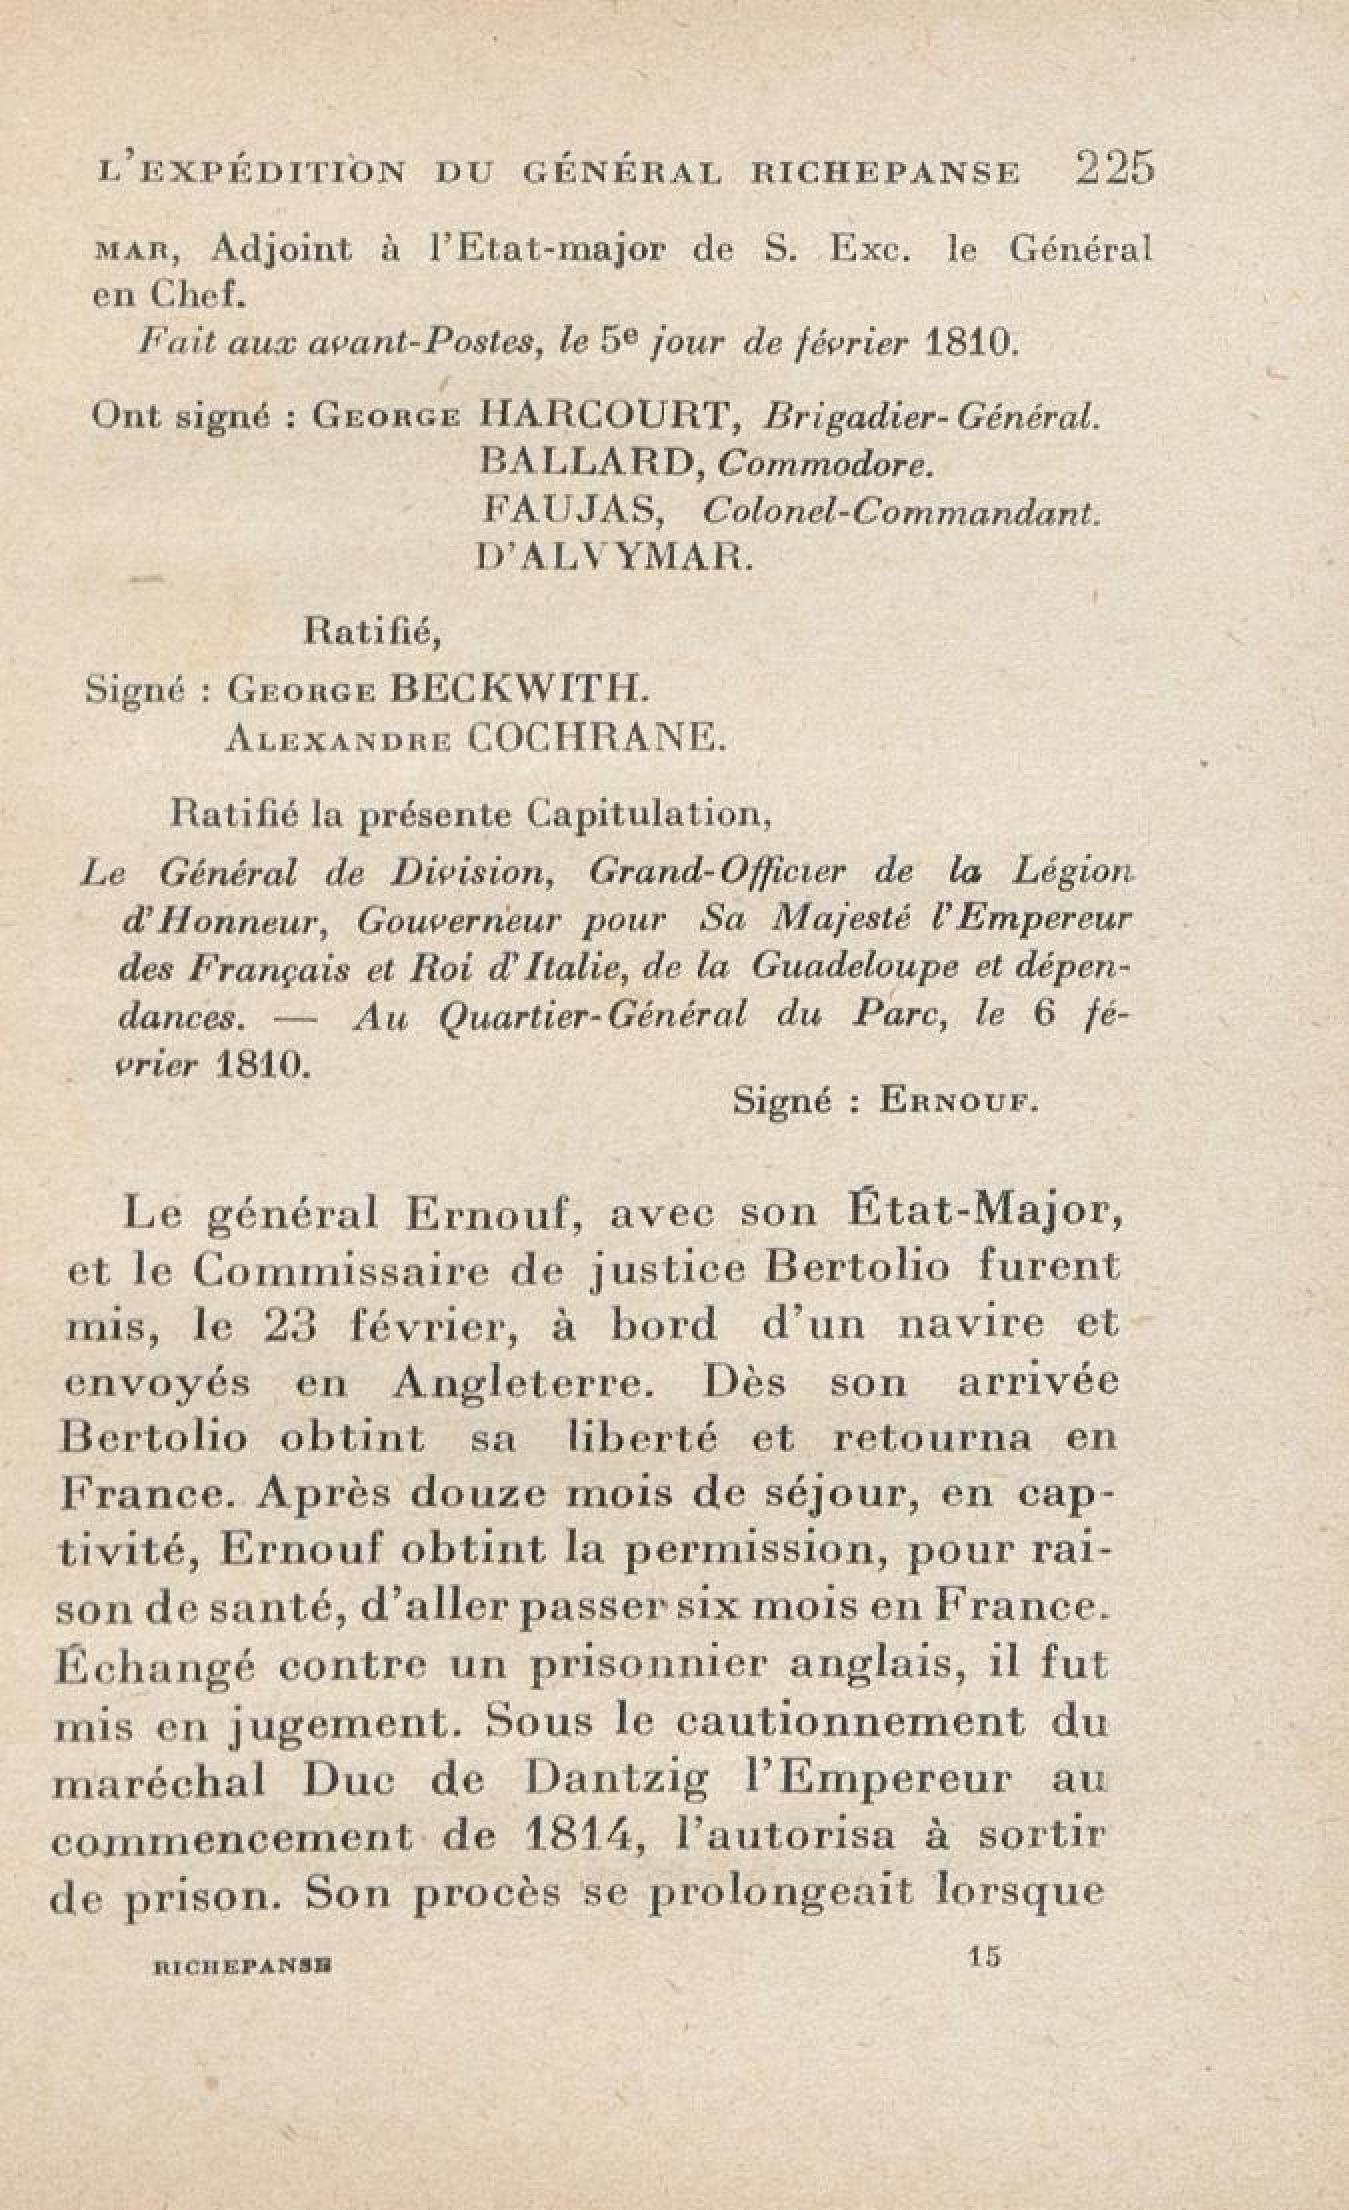 L'EXPÉDITION DU GÉNÉRAL RICHEPANSE 225
MAR, Adjoint à l'Etat-major de S. Exc. le Général
en Chef.
Fait aux avant-Postes, le 5e jour de février 1810.
Ont signé : GEORGE HARCOURT, Brigadier-Général.
BALLARD, Commodore.
FAUJAS, Colonel-Commandant.
D'ALVYMAR.
Ratifié,
Signé : GEORGE BECKWITH.
ALEXANDRE COCHRANE.
Ratifié la présente Capitulation,
Le Général de Division, Grand-Officier de la Légion
d'Honneur, Gouverneur pour Sa Majesté l'Empereur
des Français et Roi d'Italie, de la Guadeloupe et dépen-
dances. — Au Quartier-Général du Parc, le 6 fé-
vrier 1810.
Signé : ERNOUF.
Le général Ernouf, avec son État-Major,
et le Commissaire de justice Bertolio furent
mis, le 23 février, à bord d'un navire et
envoyés en Angleterre. Dès son arrivée
Bertolio obtint sa liberté et retourna en
France. Après douze mois de séjour, en cap-
tivité, Ernouf obtint la permission, pour rai-
son de santé, d'aller passer six mois en France.
Échangé contre un prisonnier anglais, il fut
mis en jugement. Sous le cautionnement du
maréchal Duc de Dantzig l'Empereur au
commencement de 1814, l'autorisa à sortir
de prison. Son procès se prolongeait lorsque
RICHEPANSE 15